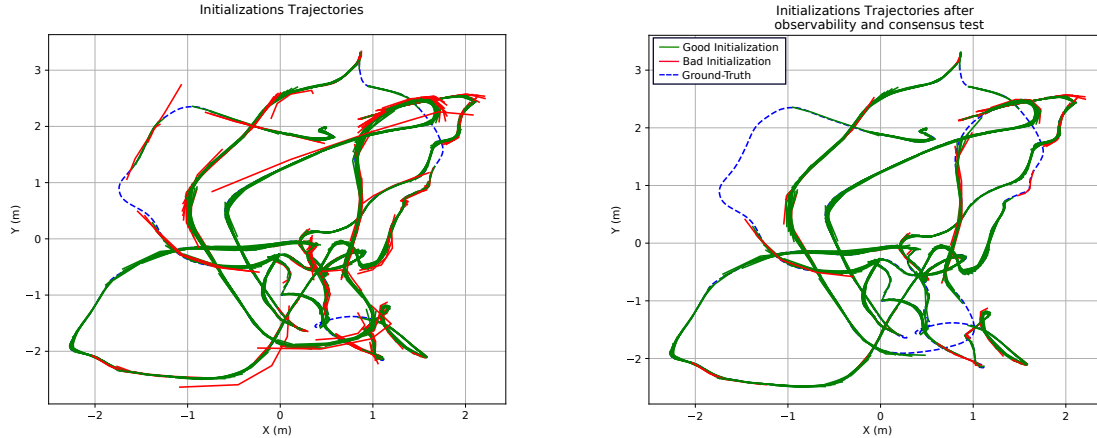 Initializations Trajectories
3
2
1
0
−1
−2
Y (m)
−2
−1
0
1
2
X (m)
Initializations Trajectories after
observability and consensus test
Good Initialization
Bad Initialization
Ground-Truth
3
2
1
0
−1
−2
Y (m)
−2
−1
0
1
2
X (m)